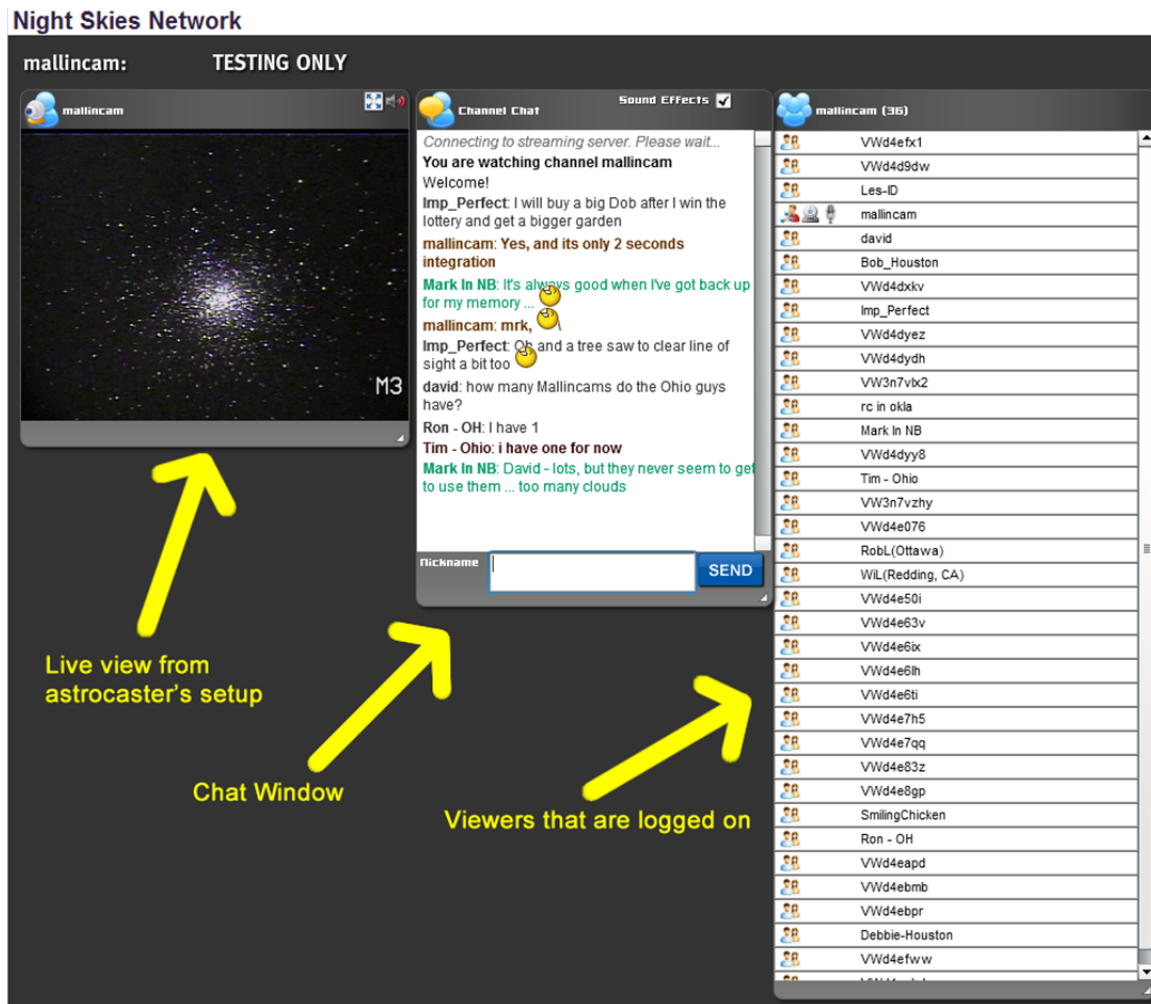 Night Skies Network
mallincam: TESTING ONLY
mallincam
M3
Live view from
astrocaster's setup
Channel Chat Sound Effects
Connecting to streaming server. Please wait...
You are watching channel mallincam
Welcome!
Imp_Perfect: I will buy a big Dob after I win the
lottery and get a bigger garden
mallincam: Yes, and its only 2 seconds
integration
Mark In NB: It's always good when I've got back up
for my memory ...
mallincam: mrk, \
Imp_Perfect: Oh and a tree saw to clear line of
sight a bit too
david: how many Mallincams do the Ohio guys
have?
Ron - OH: I have 1
Tim - Ohio: i have one for now
Mark In NB: David - lots, but they never seem to get
to use them ... too many clouds
Nickname SEND
Chat Window
mallincam (36)
VWd4efx1
VWd4d9dw
Les-ID
mallincam
david
Bob_Houston
VWd4dxkv
Imp_Perfect
VWd4dyez
VWd4dydh
VW3n7vlx2
rc in okla
Mark In NB
VWd4dyy8
Tim - Ohio
VW3n7vzhy
VWd4e076
RobL(Ottawa)
WiL(Redding, CA)
VWd4e50i
VWd4e63v
VWd4e6ix
VWd4e6lh
VWd4e6ti
VWd4e7h5
VWd4e7qq
VWd4e83z
VWd4e8gp
SmilingChicken
Ron - OH
VWd4eapd
VWd4ebmb
VWd4ebpr
Debbie-Houston
VWd4efww
Viewers that are logged on